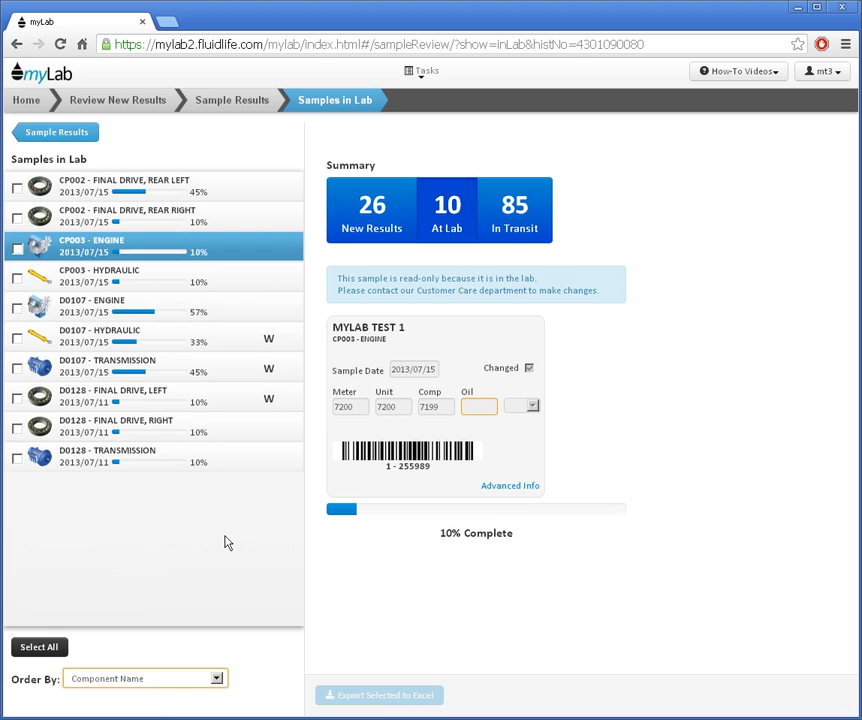 myLab
https://mylab2.fluidlife.com/mylab/index.html#/sampleReview/?show=inLab&histNo=4301090080
myLab
Tasks
How-To Videos
mt3
Home
Review New Results
Sample Results
Samples in Lab
Sample Results
Samples in Lab
CP002 - FINAL DRIVE, REAR LEFT
2013/07/15 45%
CP002 - FINAL DRIVE, REAR RIGHT
2013/07/15 10%
CP003 - ENGINE
2013/07/15 10%
CP003 - HYDRAULIC
2013/07/15 10%
D0107 - ENGINE
2013/07/15 57%
D0107 - HYDRAULIC
2013/07/15 33% W
D0107 - TRANSMISSION
2013/07/15 45% W
D0128 - FINAL DRIVE, LEFT
2013/07/11 10% W
D0128 - FINAL DRIVE, RIGHT
2013/07/11 10%
D0128 - TRANSMISSION
2013/07/11 10%
Select All
Order By: Component Name
Summary
26 10 85
New Results At Lab In Transit
This sample is read-only because it is in the lab.
Please contact our Customer Care department to make changes.
MYLAB TEST 1
CP003 - ENGINE
Sample Date 2013/07/15 Changed
Meter Unit Comp Oil
7200 7200 7199
1 - 255989
Advanced Info
10% Complete
Export Selected to Excel